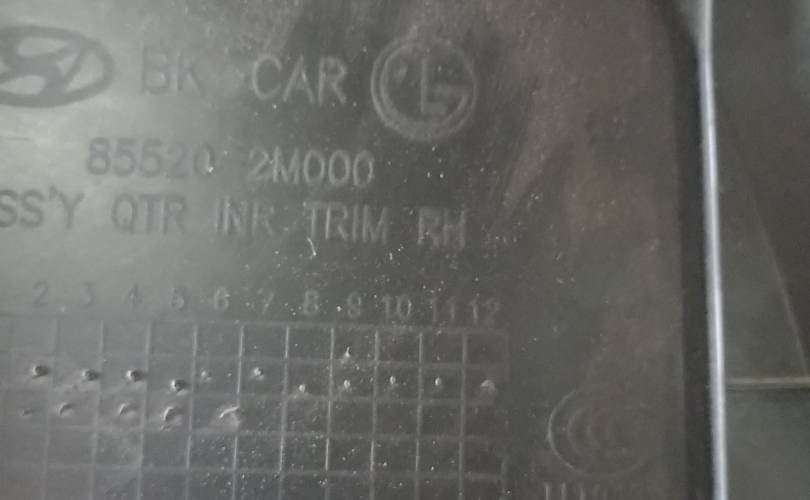 BK CAR LG
85520 2M000
SS'Y QTR INR TRIM RH
2 3 4 5 6 7 8 9 10 11 12